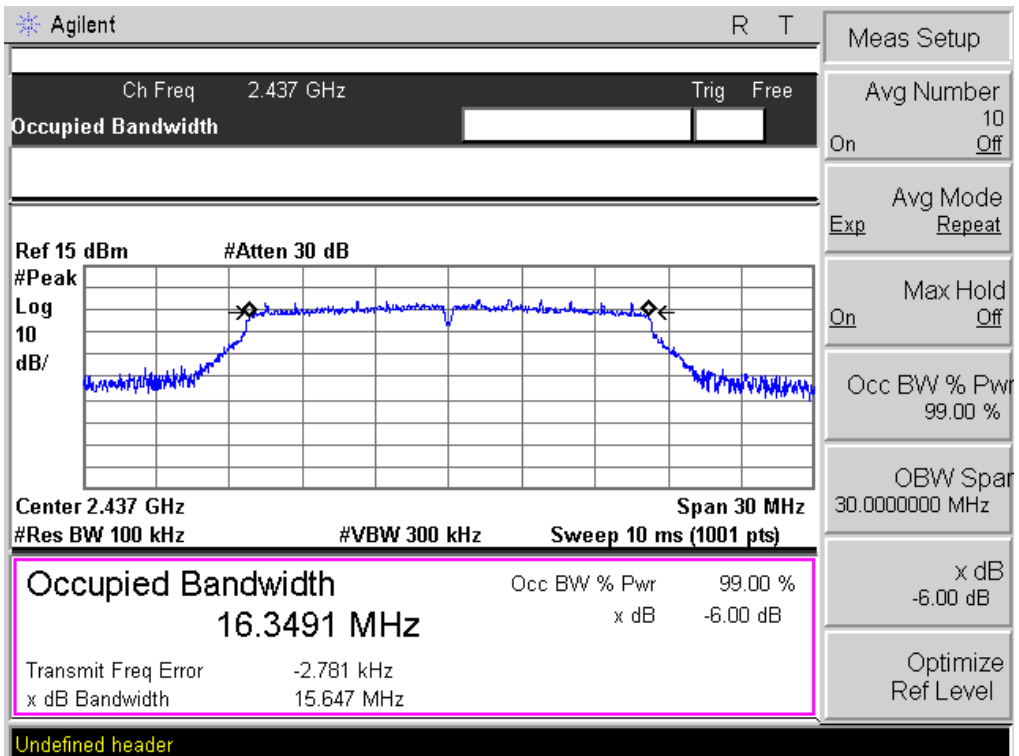 Agilent R T
Ch Freq 2.437 GHz Trig Free
Occupied Bandwidth
Ref 15 dBm #Atten 30 dB
#Peak
Log
10
dB/
Center 2.437 GHz Span 30 MHz
#Res BW 100 kHz #VBW 300 kHz Sweep 10 ms (1001 pts)
Occupied Bandwidth Occ BW % Pwr 99.00 %
16.3491 MHz x dB -6.00 dB
Transmit Freq Error -2.781 kHz
x dB Bandwidth 15.647 MHz
Undefined header
Meas Setup
Avg Number
10
On Off
Avg Mode
Exp Repeat
Max Hold
On Off
Occ BW % Pwr
99.00 %
OBW Span
30.0000000 MHz
x dB
-6.00 dB
Optimize
Ref Level